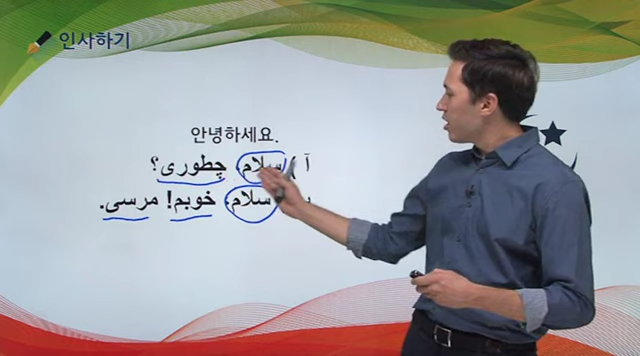 인사하기
안녕하세요.
آ ) سلام. چطوری؟
سلام. خوبم! مرسی.